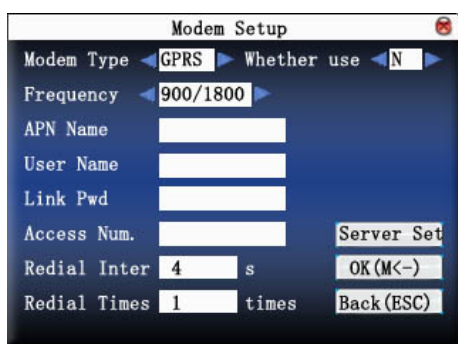 Modem Setup
Modem Type GPRS Whether use N
Frequency 900/1800
APN Name
User Name
Link Pwd
Access Num. Server Set
Redial Inter 4 s OK(M<-)
Redial Times 1 times Back(ESC)